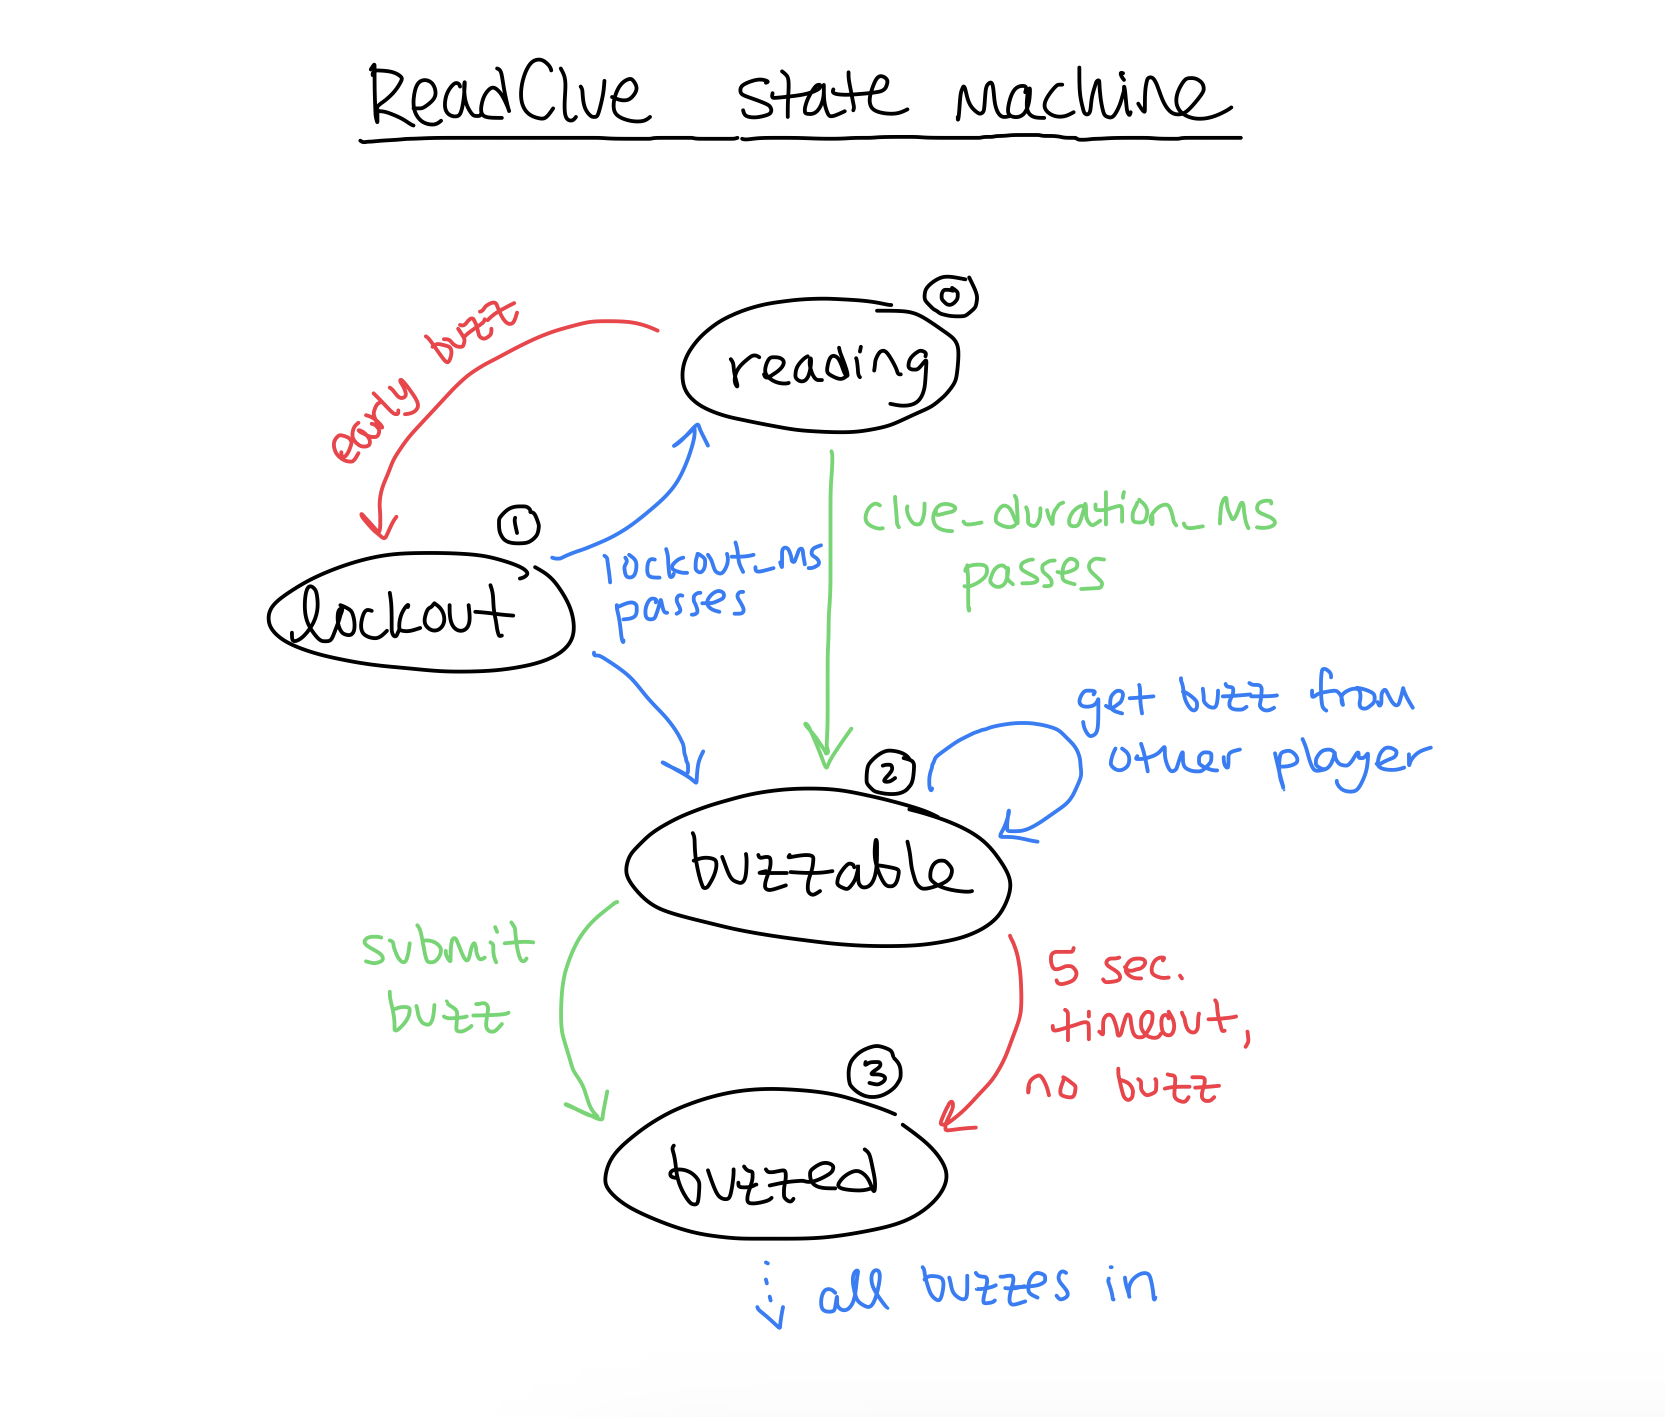 ReadClue state machine
0
reading
early buzz
clue_duration_ms
passes
1
lockout
lockout_ms
passes
get buzz from
other player
2
buzzable
submit
buzz
5 sec.
timeout,
no buzz
3
buzzed
all buzzes in